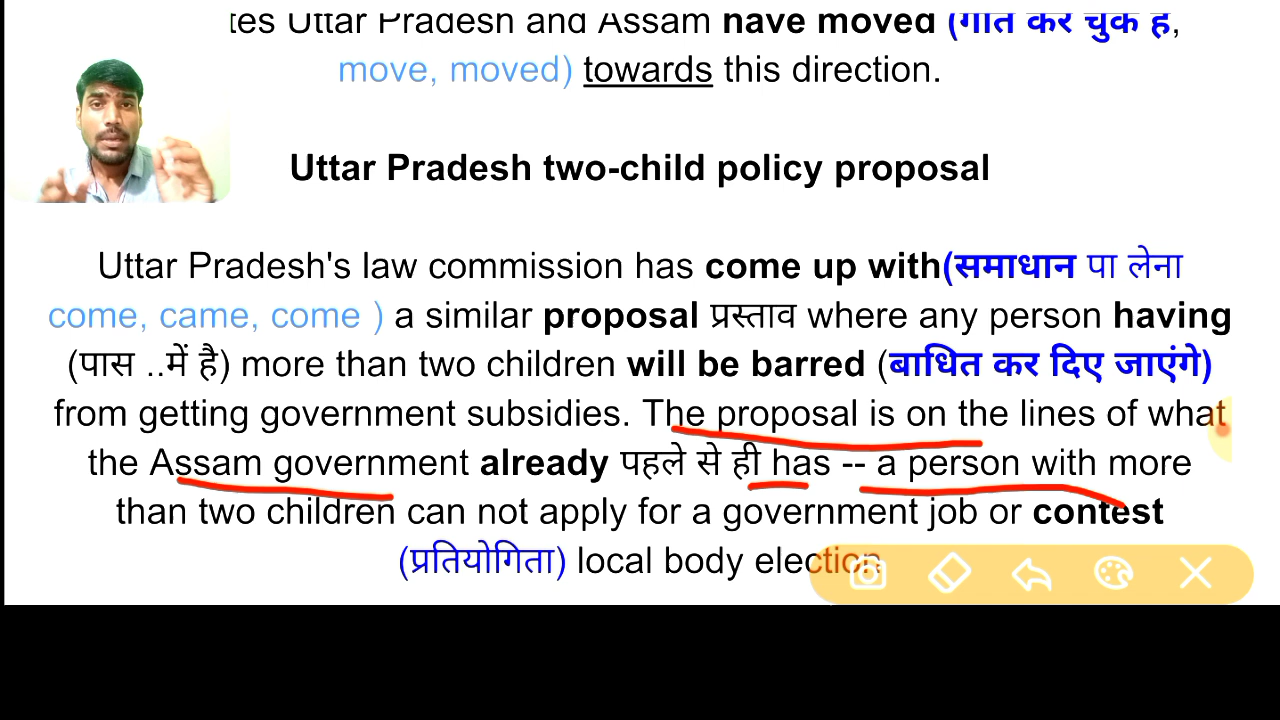 tes Uttar Pradesh and Assam have moved (गति कर चुके हैं,
move, moved) towards this direction.
Uttar Pradesh two-child policy proposal
Uttar Pradesh's law commission has come up with(समाधान पा लेना
come, came, come ) a similar proposal प्रस्ताव where any person having
(पास ..में है) more than two children will be barred (बाधित कर दिए जाएंगे)
from getting government subsidies. The proposal is on the lines of what
the Assam government already पहले से ही has -- a person with more
than two children can not apply for a government job or contest
(प्रतियोगिता) local body election